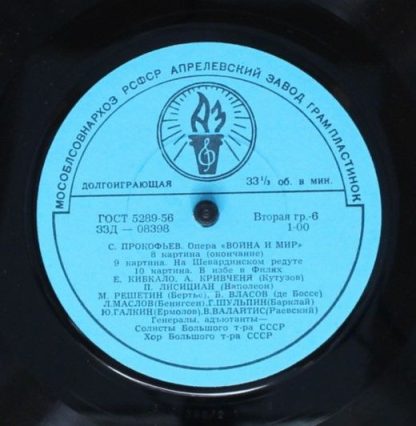 МОСОБЛСОВНАРХОЗ РСФСР АПРЕЛЕВСКИЙ ЗАВОД ГРАМПЛАСТИНОК
АЗ
ДОЛГОИГРАЮЩАЯ 33⅓ об. в мин.
ГОСТ 5289-56 Вторая гр.-6
33Д — 08398 1-00
С. ПРОКОФЬЕВ. Опера «ВОЙНА И МИР»
8 картина (окончание)
9 картина. На Шевардинском редуте
10 картина. В избе в Филях
Е. КИБКАЛО, А. КРИВЧЕНЯ (Кутузов)
П. ЛИСИЦИАН (Наполеон)
М. РЕШЕТИН (Бертье), Б. ВЛАСОВ (де Боссе)
Л.МАСЛОВ(Бенигсен),Г.ШУЛЬПИН(Барклай)
Ю.ГАЛКИН(Ермолов),В.ВАЛАЙТИС(Раевский)
Генералы, адъютанты—
Солисты Большого т-ра СССР
Хор Большого т-ра СССР